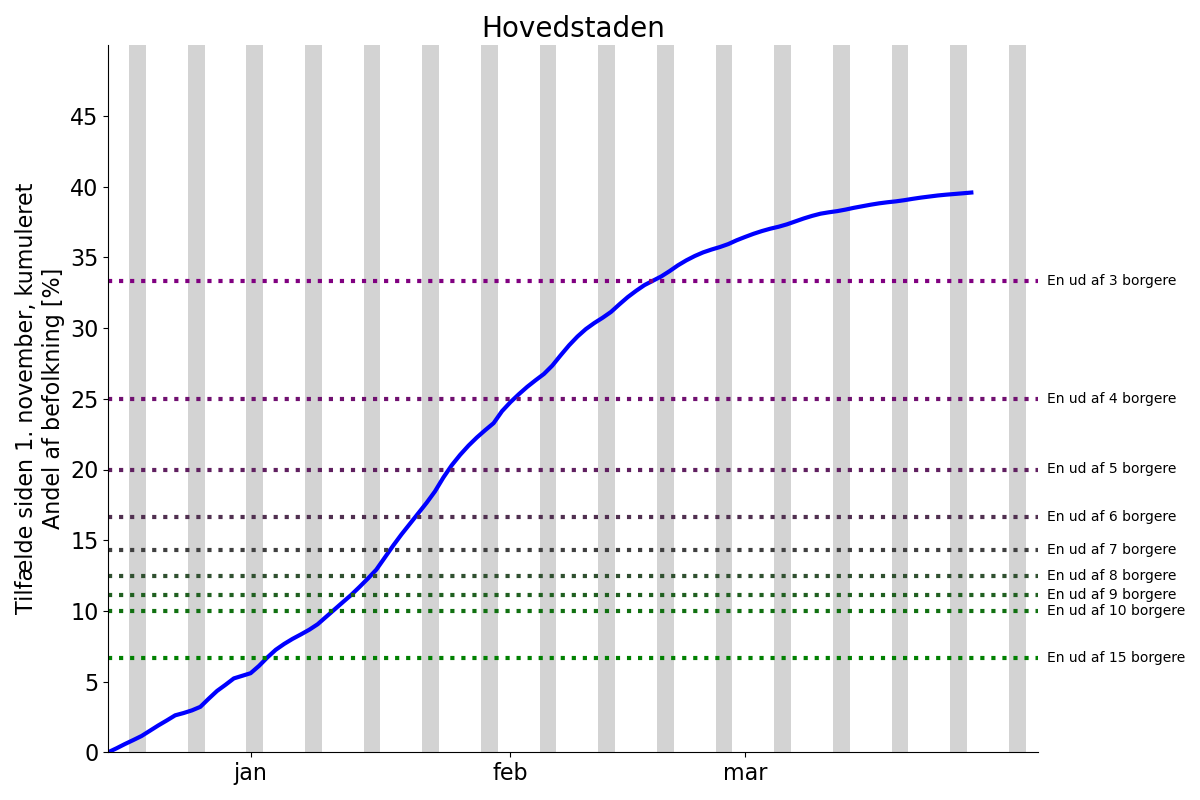 Hovedstaden
Tilfælde siden 1. november, kumuleret
Andel af befolkning [%]
45
40
35
30
25
20
15
10
5
0
jan
feb
mar
En ud af 3 borgere
En ud af 4 borgere
En ud af 5 borgere
En ud af 6 borgere
En ud af 7 borgere
En ud af 8 borgere
En ud af 9 borgere
En ud af 10 borgere
En ud af 15 borgere